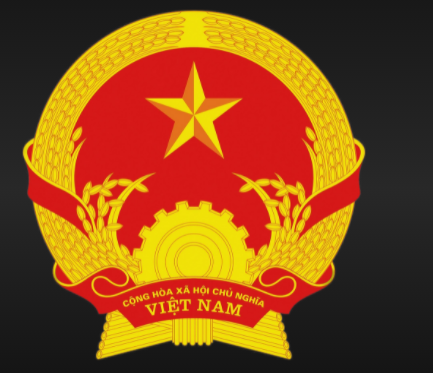 CỘNG HÒA XÃ HỘI CHỦ NGHĨA
VIỆT NAM